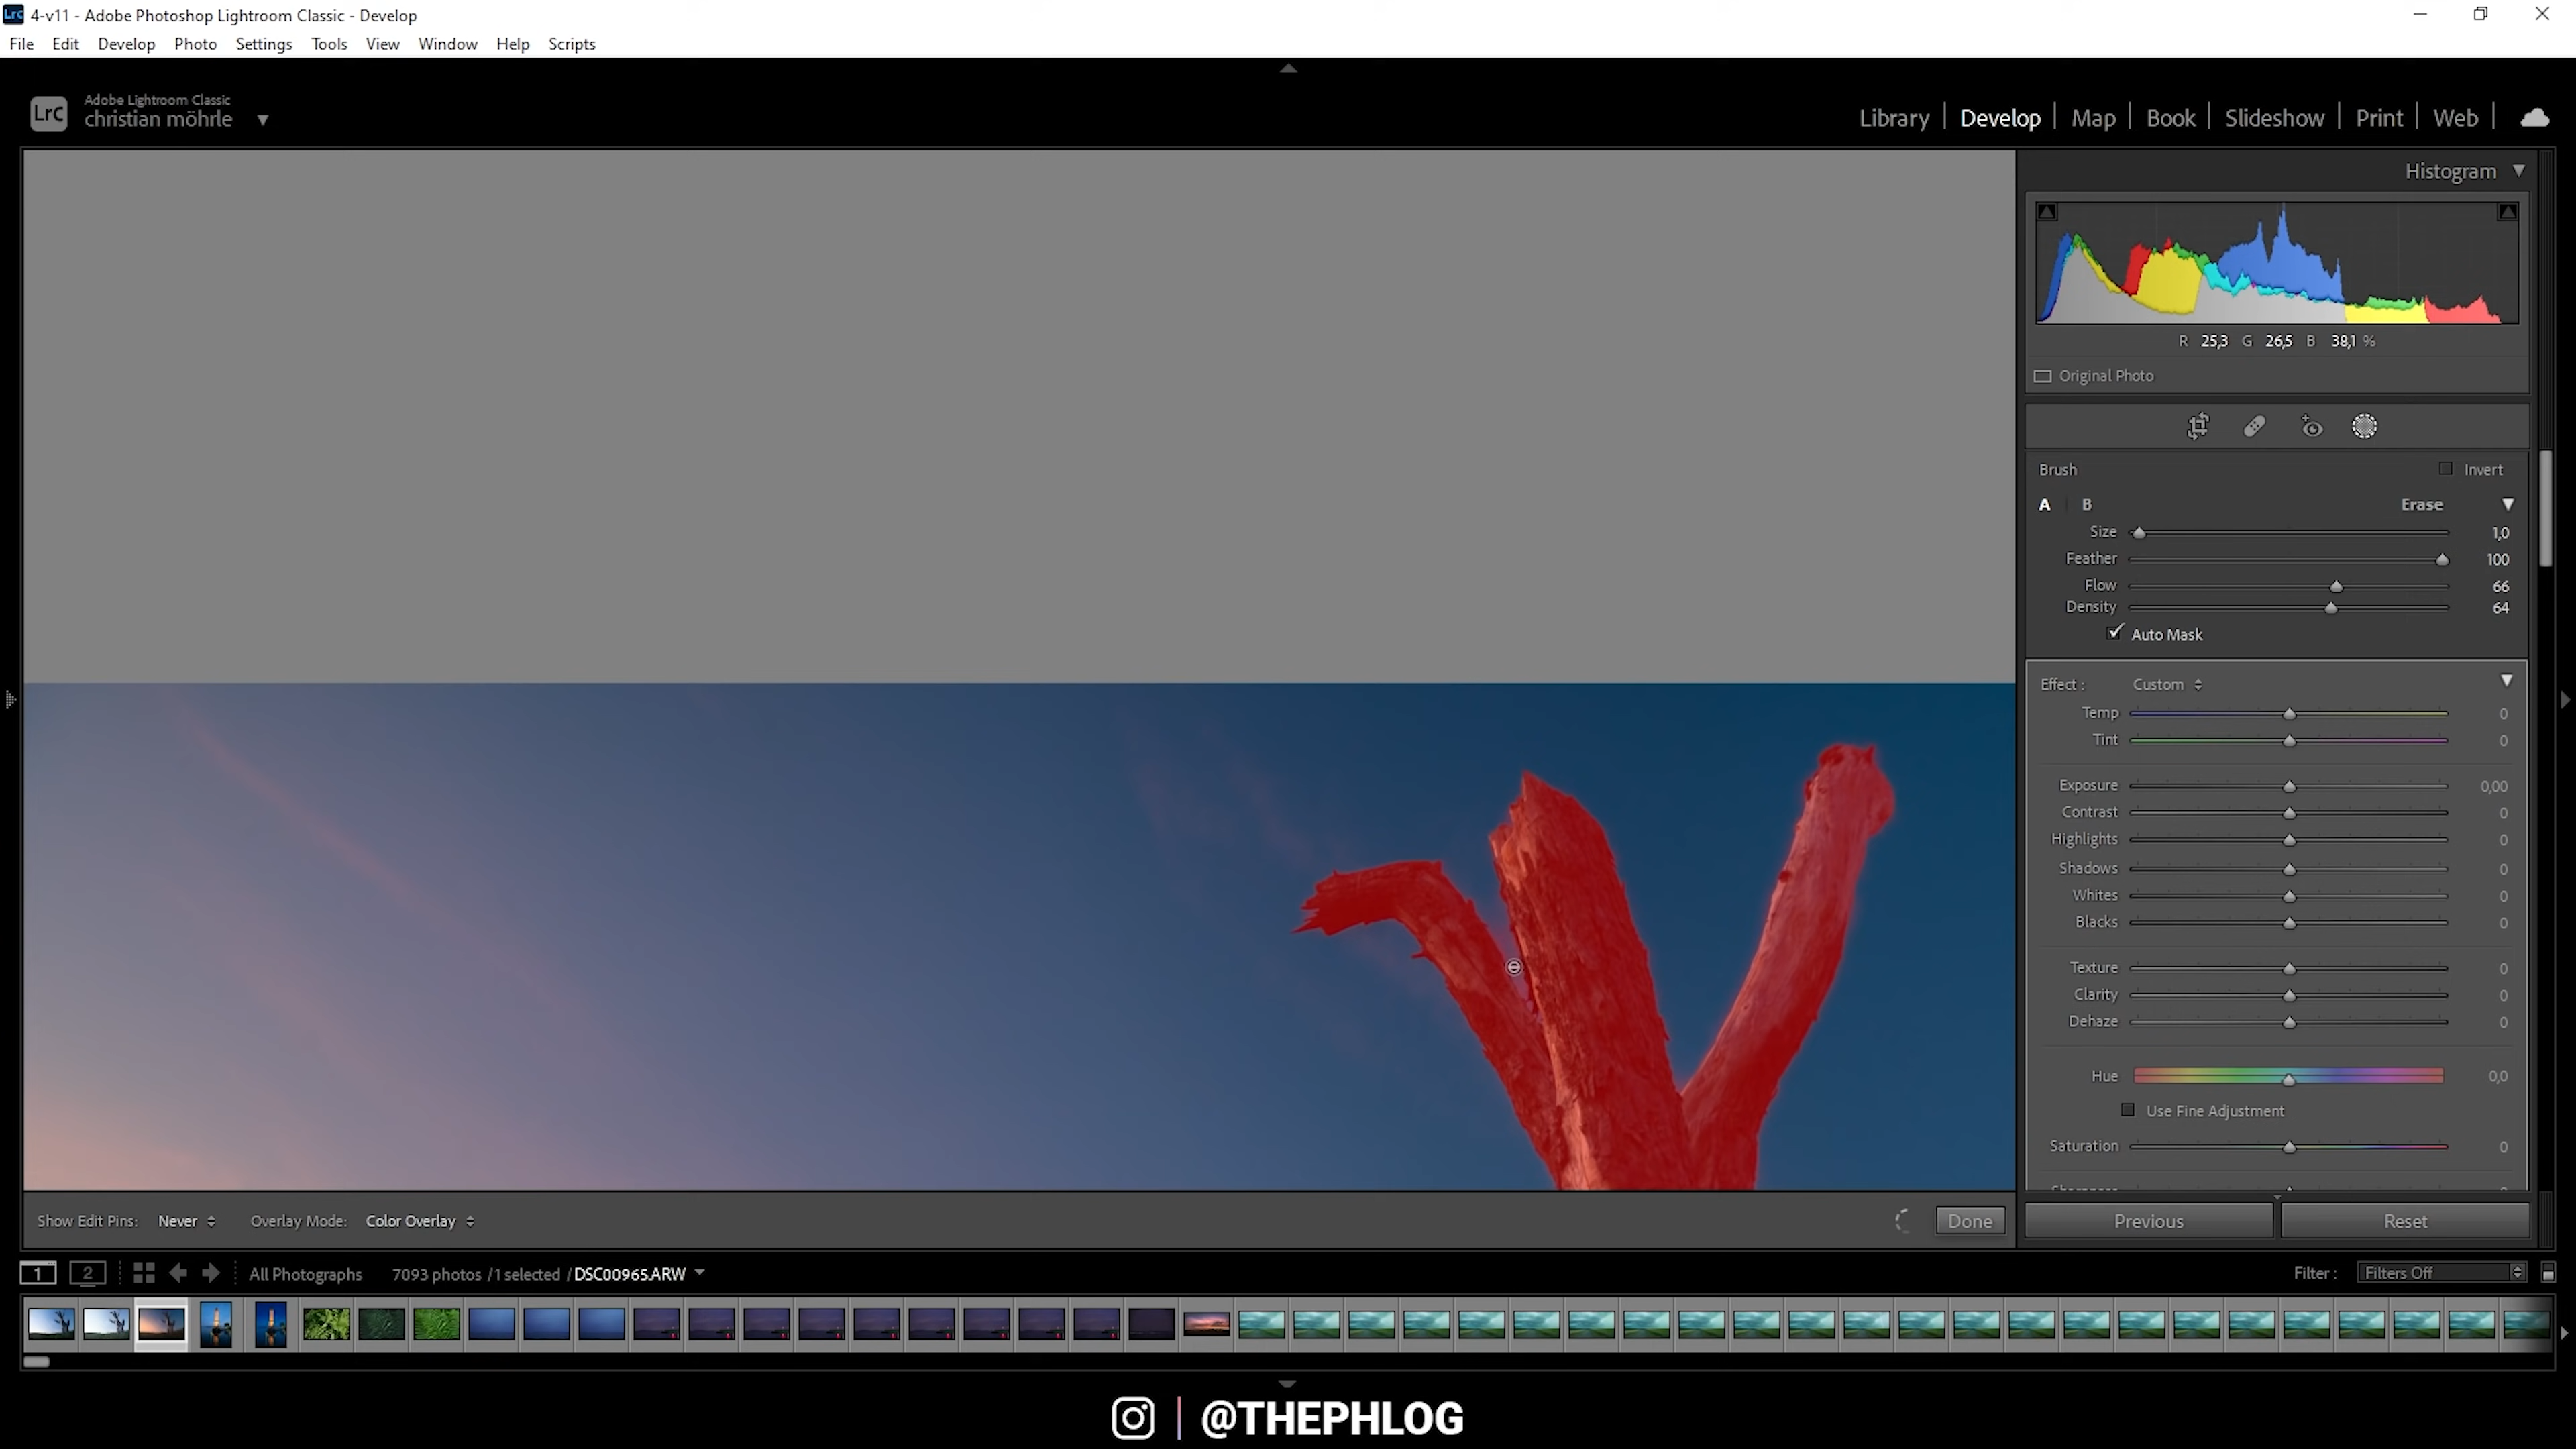 Lrc 4-v11 - Adobe Photoshop Lightroom Classic - Develop
File Edit Develop Photo Settings Tools View Window Help Scripts
Lrc Adobe Lightroom Classic
christian möhrle
Library | Develop | Map | Book | Slideshow | Print | Web |
Histogram
R 25,3 G 26,5 B 38,1 %
Original Photo
Brush Invert
A B Erase
Size 1,0
Feather 100
Flow 66
Density 64
Auto Mask
Effect : Custom
Temp 0
Tint 0
Exposure 0,00
Contrast 0
Highlights 0
Shadows 0
Whites 0
Blacks 0
Texture 0
Clarity 0
Dehaze 0
Hue 0,0
Use Fine Adjustment
Saturation 0
Show Edit Pins: Never Overlay Mode: Color Overlay Done
Previous Reset
1 2 All Photographs 7093 photos / 1 selected / DSC00965.ARW Filter : Filters Off
| @THEPHLOG